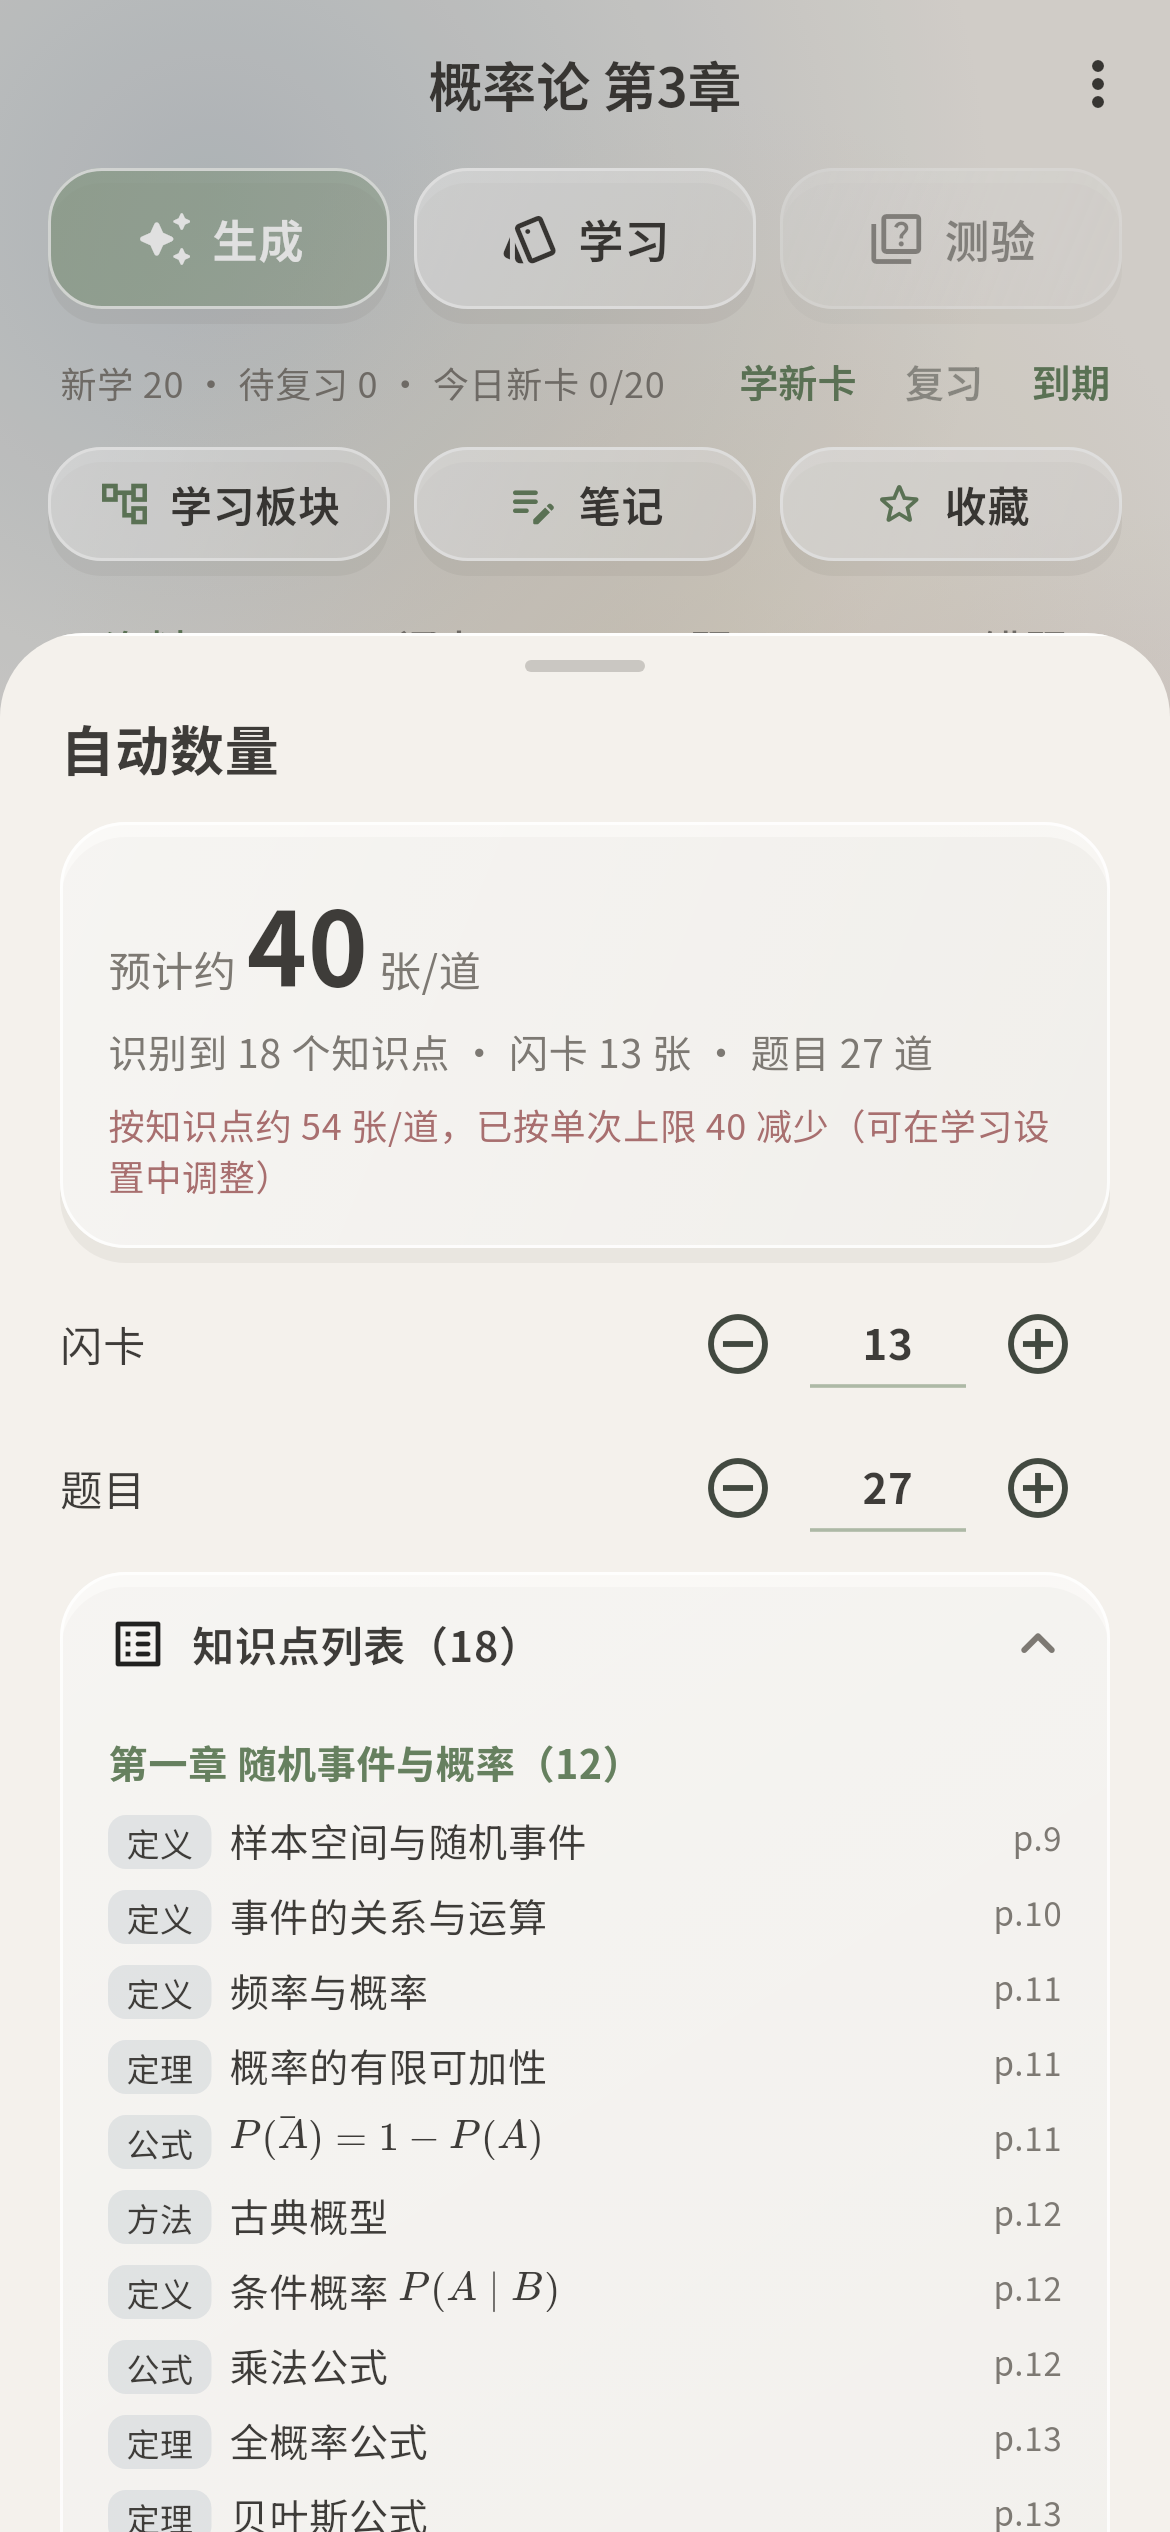 概率论 第3章
生成
学习
测验
新学 20 · 待复习 0 · 今日新卡 0/20
学新卡
复习
到期
学习板块
笔记
收藏
自动数量
预计约 40 张/道
识别到 18 个知识点 · 闪卡 13 张 · 题目 27 道
按知识点约 54 张/道，已按单次上限 40 减少（可在学习设
置中调整）
闪卡
13
题目
27
知识点列表（18）
第一章 随机事件与概率（12）
定义 样本空间与随机事件 p.9
定义 事件的关系与运算 p.10
定义 频率与概率 p.11
定理 概率的有限可加性 p.11
公式 P(Ā) = 1 − P(A) p.11
方法 古典概型 p.12
定义 条件概率 P(A | B) p.12
公式 乘法公式 p.12
定理 全概率公式 p.13
定理 贝叶斯公式 p.13